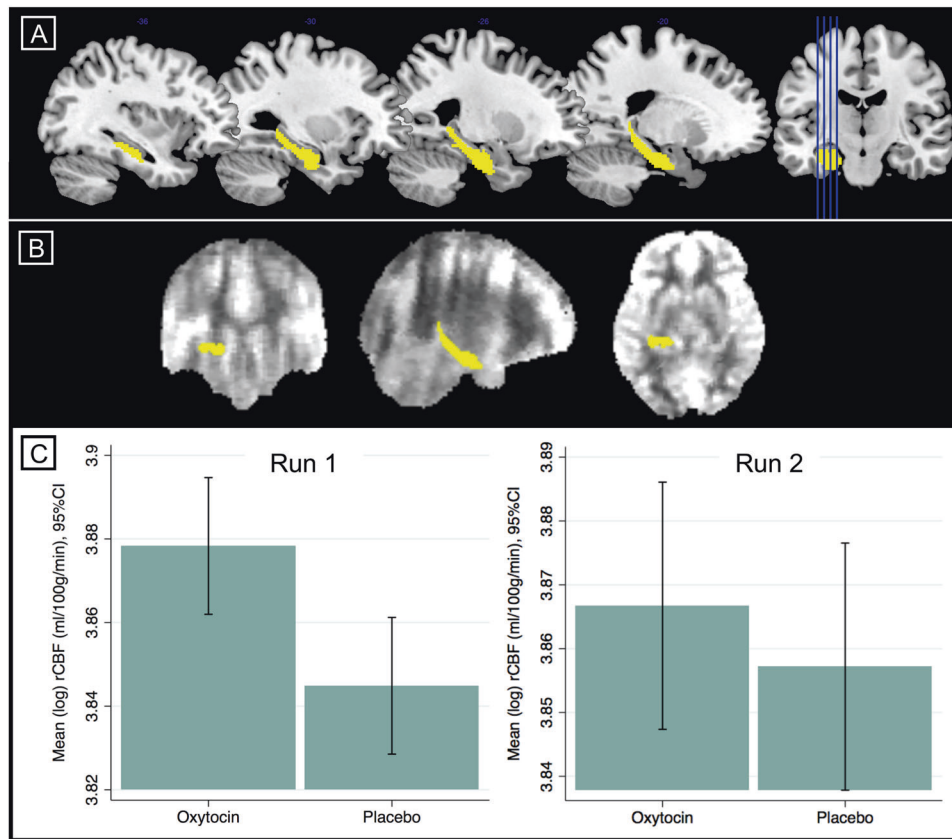 A
-36 -30 -26 -20
B
C
Run 1
Mean (log) rCBF (ml/100g/min), 95%CI
3.9
3.88
3.86
3.84
3.82
Oxytocin Placebo
Run 2
Mean (log) rCBF (ml/100g/min), 95%CI
3.89
3.88
3.87
3.86
3.85
3.84
Oxytocin Placebo